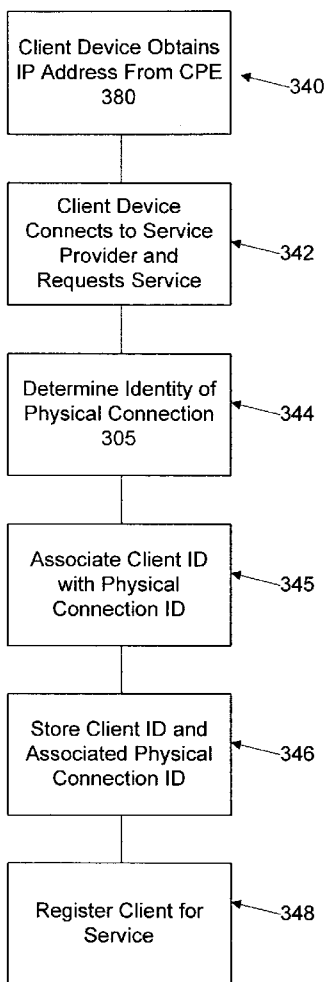 Client Device Obtains
IP Address From CPE
380
340
Client Device
Connects to Service
Provider and
Requests Service
342
Determine Identity of
Physical Connection
305
344
Associate Client ID
with Physical
Connection ID
345
Store Client ID and
Associated Physical
Connection ID
346
Register Client for
Service
348